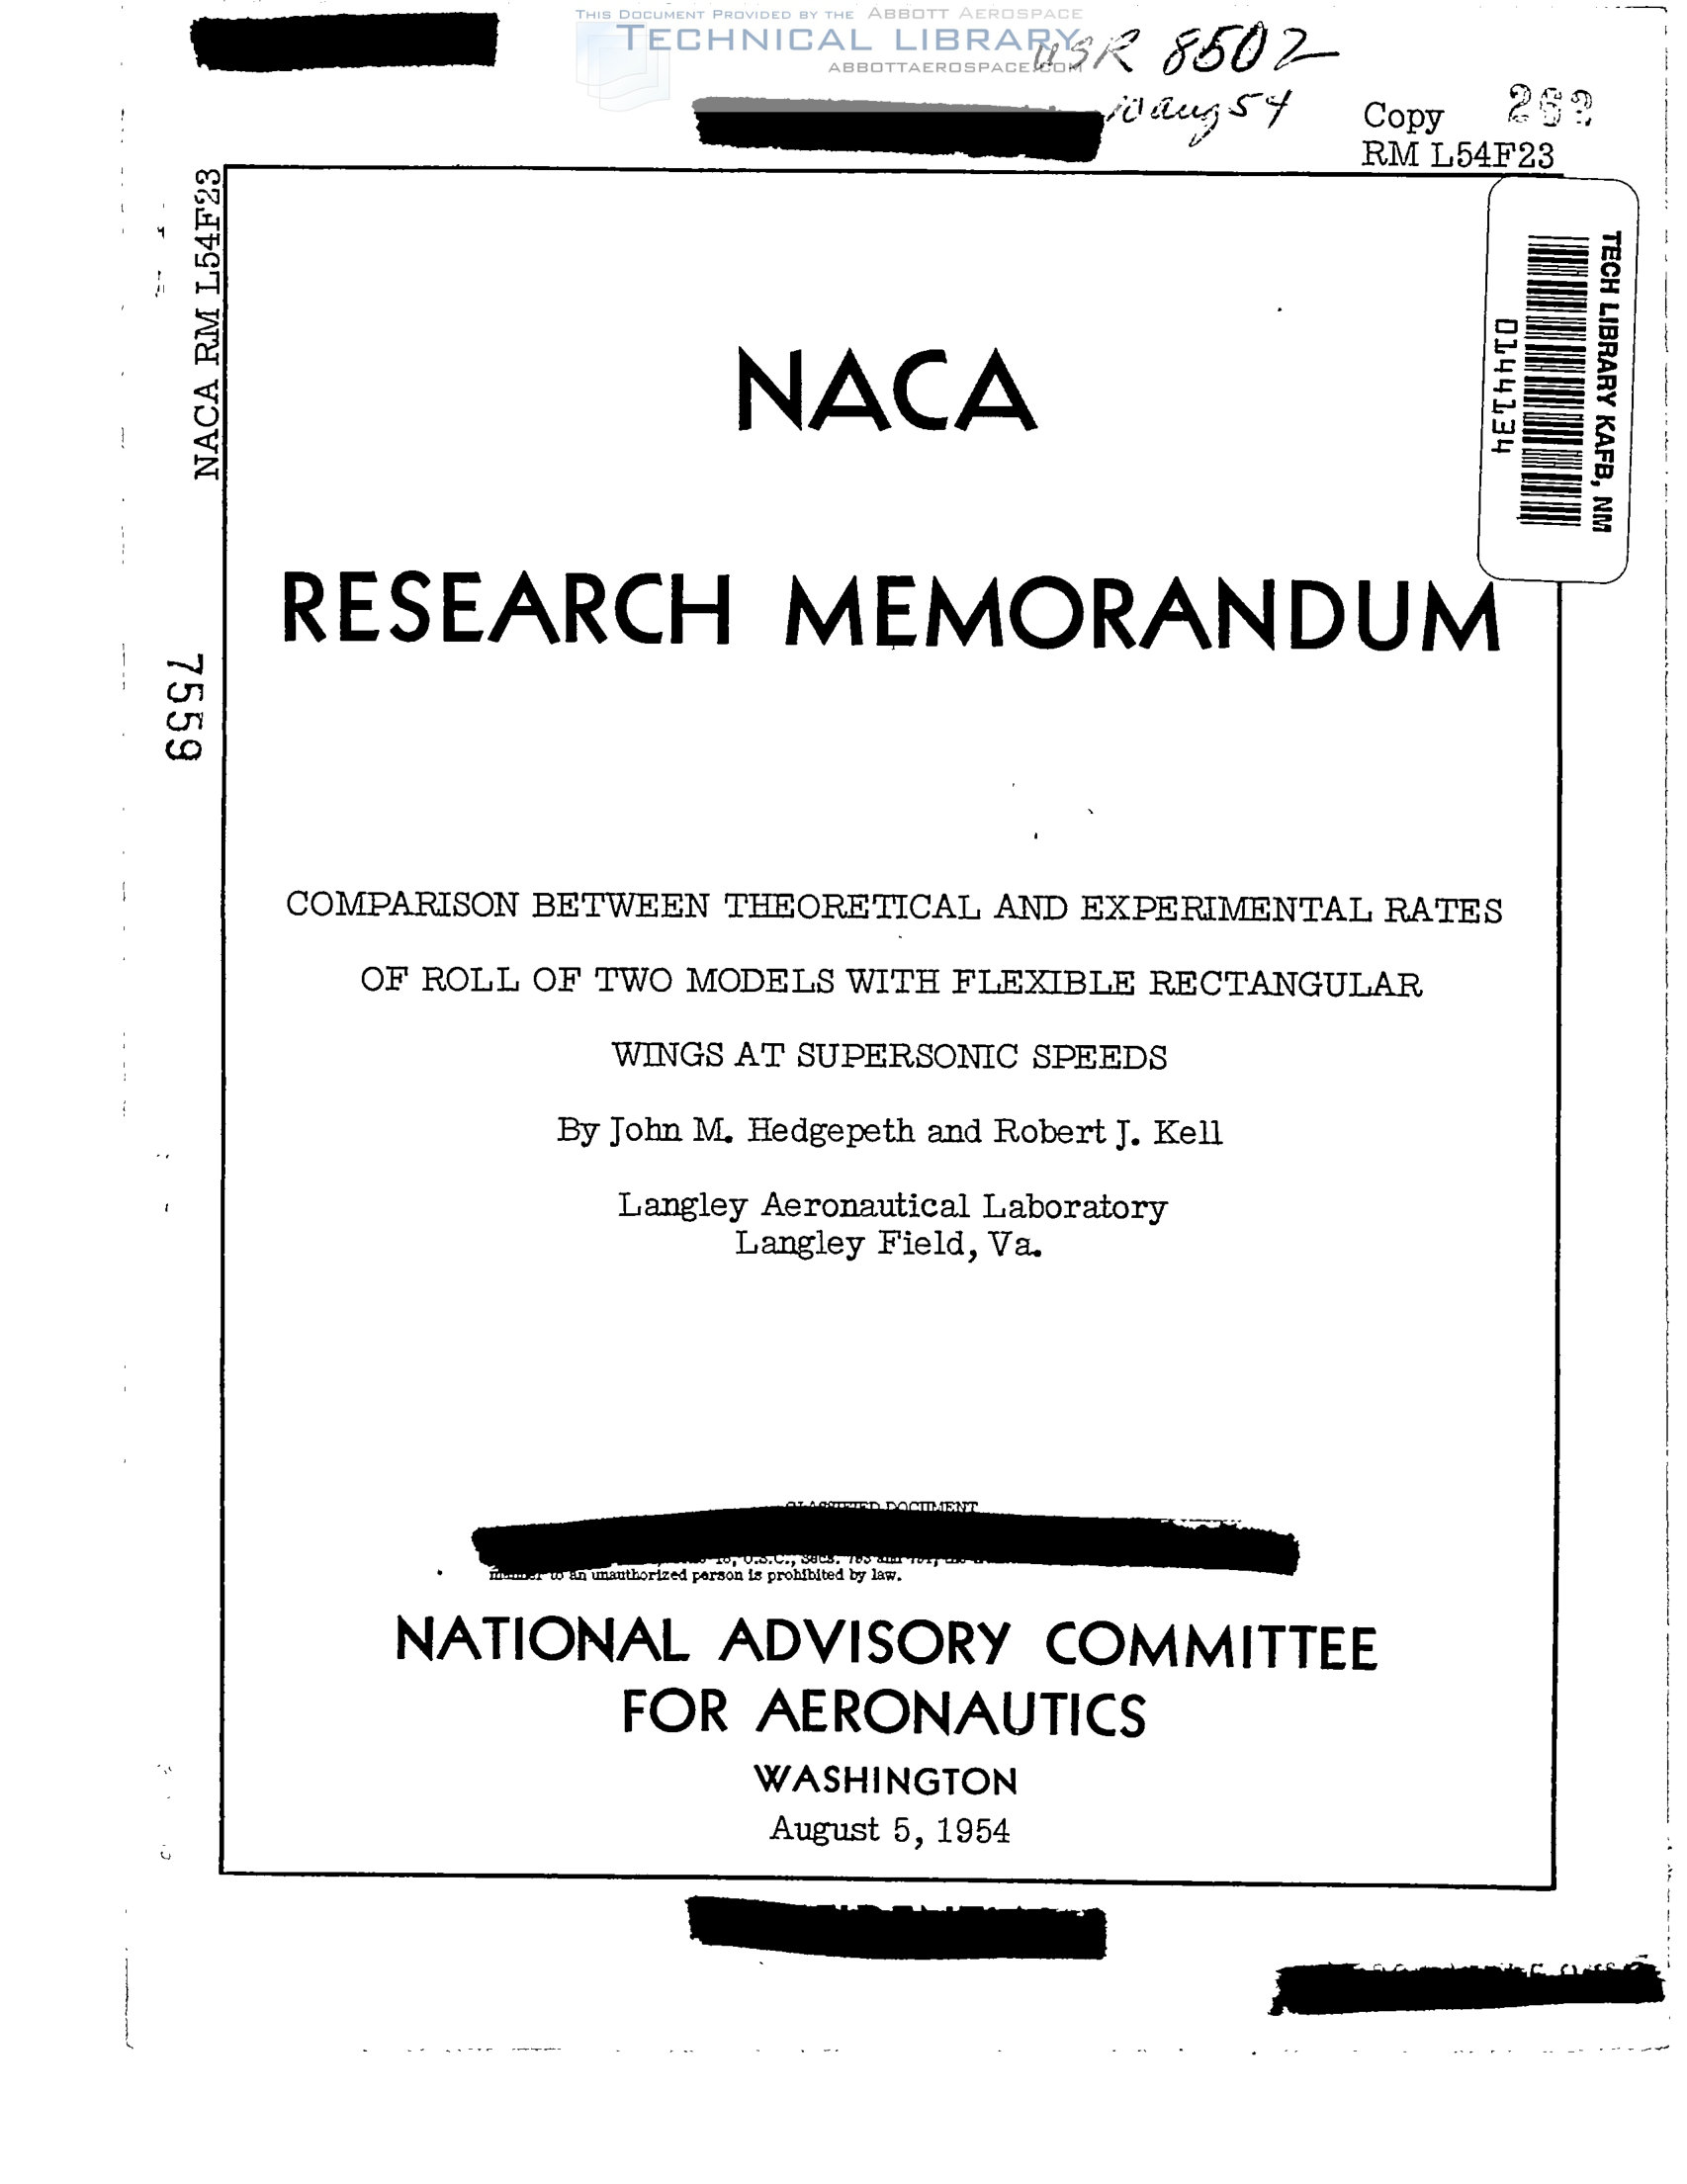 THIS DOCUMENT PROVIDED BY THE ABBOTT AEROSPACE
TECHNICAL LIBRARY
ABBOTTAEROSPACE.COM
8502
10 Aug 54
Copy
RM L54F23
NACA RM L54F23
TECH LIBRARY KAFB, NM
0144134
NACA
RESEARCH MEMORANDUM
7559
COMPARISON BETWEEN THEORETICAL AND EXPERIMENTAL RATES
OF ROLL OF TWO MODELS WITH FLEXIBLE RECTANGULAR
WINGS AT SUPERSONIC SPEEDS
By John M. Hedgepeth and Robert J. Kell
Langley Aeronautical Laboratory
Langley Field, Va.
CLASSIFIED DOCUMENT
manner to an unauthorized person is prohibited by law.
NATIONAL ADVISORY COMMITTEE
FOR AERONAUTICS
WASHINGTON
August 5, 1954